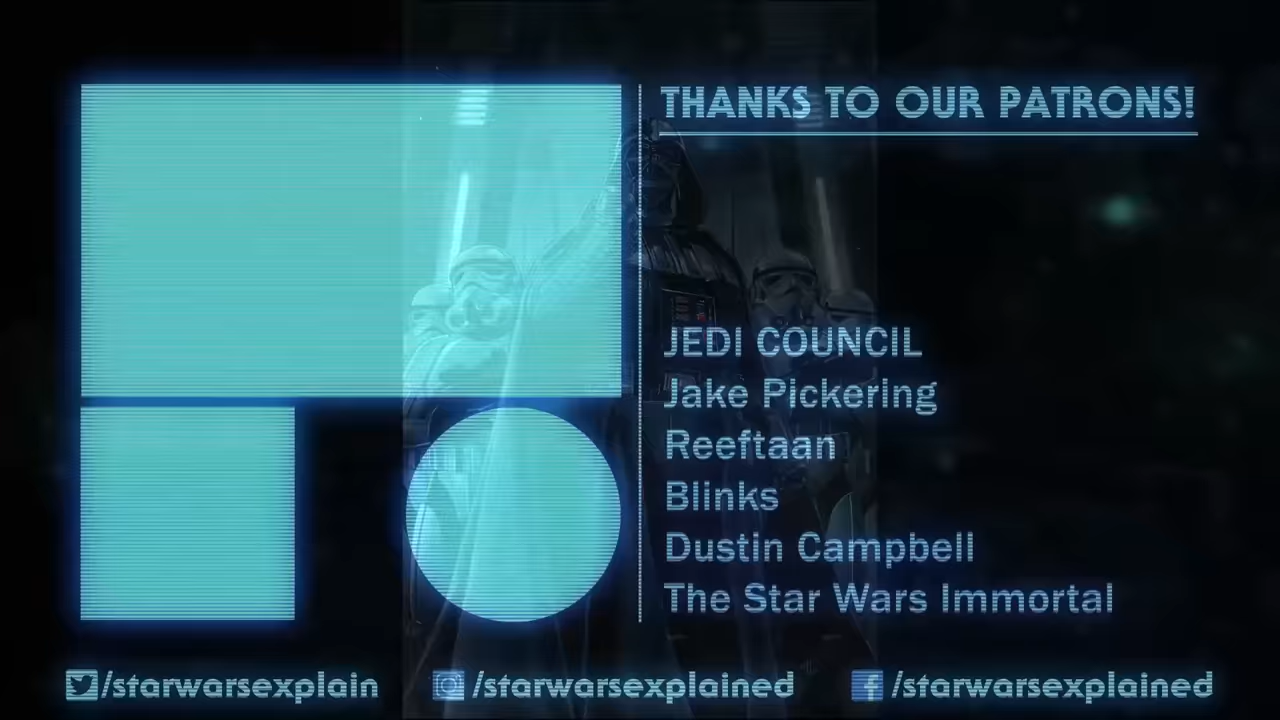 THANKS TO OUR PATRONS!
JEDI COUNCIL
Jake Pickering
Reeftaan
Blinks
Dustin Campbell
The Star Wars Immortal
/starwarsexplain
/starwarsexplained
/starwarsexplained